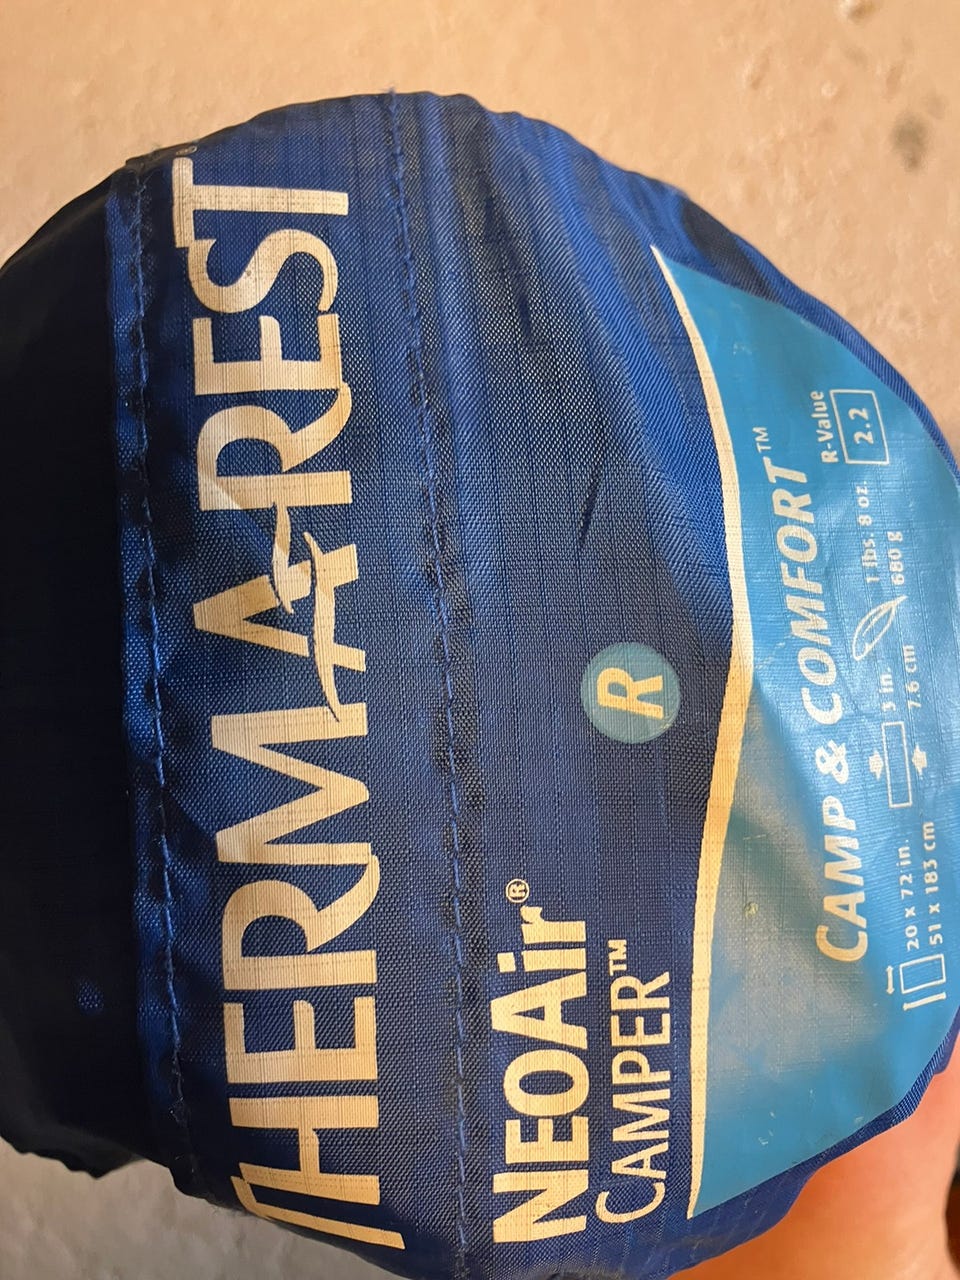 THERM-A-REST®
NEOAir®
CAMPER™
R
CAMP & COMFORT™
R-Value
2.2
20 x 72 in.
51 x 183 cm
3 in.
7.6 cm
1 lbs. 8 oz.
680 g